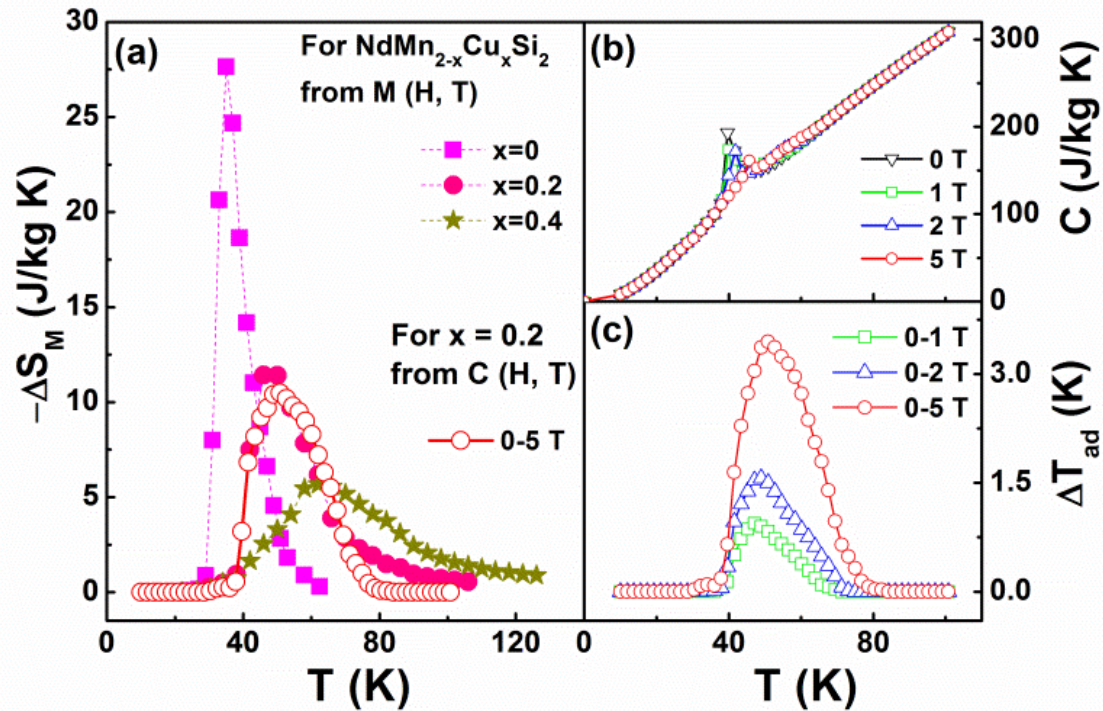 (a)
For NdMn2-xCuxSi2
from M (H, T)
x=0
x=0.2
x=0.4
For x = 0.2
from C (H, T)
0-5 T
30
25
20
15
10
5
0
−ΔSM (J/kg K)
0
40
80
120
T (K)
(b)
0 T
1 T
2 T
5 T
300
200
100
0
C (J/kg K)
(c)
0-1 T
0-2 T
0-5 T
3.0
1.5
0.0
ΔTad (K)
0
40
80
T (K)